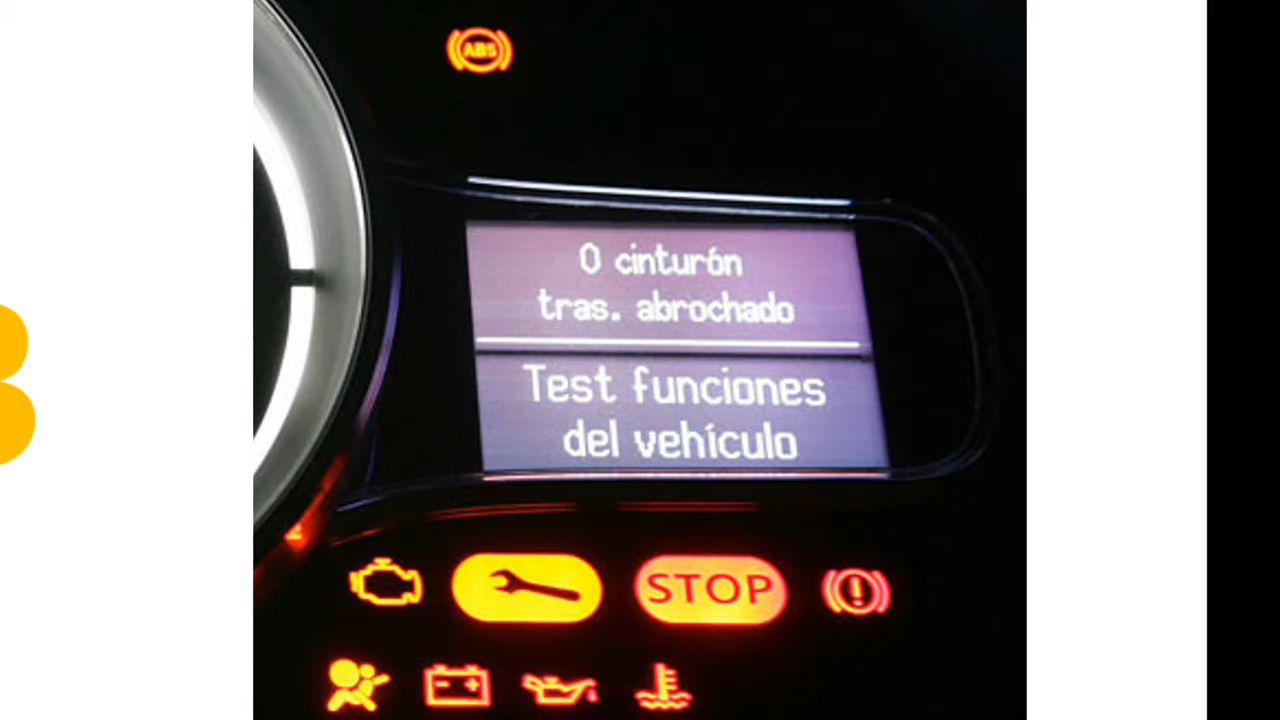 ABS
0 cinturón
tras. abrochado
Test funciones
del vehículo
STOP